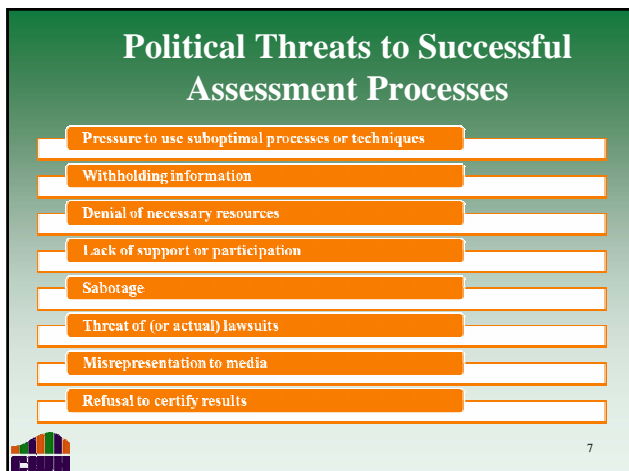 Political Threats to Successful
Assessment Processes
Pressure to use suboptimal processes or techniques
Withholding information
Denial of necessary resources
Lack of support or participation
Sabotage
Threat of (or actual) lawsuits
Misrepresentation to media
Refusal to certify results
7